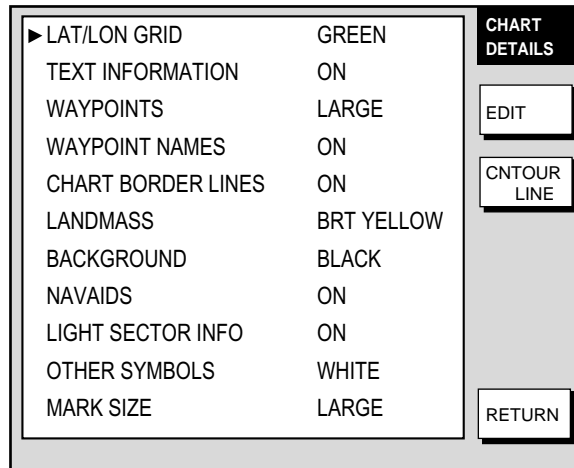 ►LAT/LON GRID GREEN
TEXT INFORMATION ON
WAYPOINTS LARGE
WAYPOINT NAMES ON
CHART BORDER LINES ON
LANDMASS BRT YELLOW
BACKGROUND BLACK
NAVAIDS ON
LIGHT SECTOR INFO ON
OTHER SYMBOLS WHITE
MARK SIZE LARGE
CHART
DETAILS
EDIT
CNTOUR
LINE
RETURN